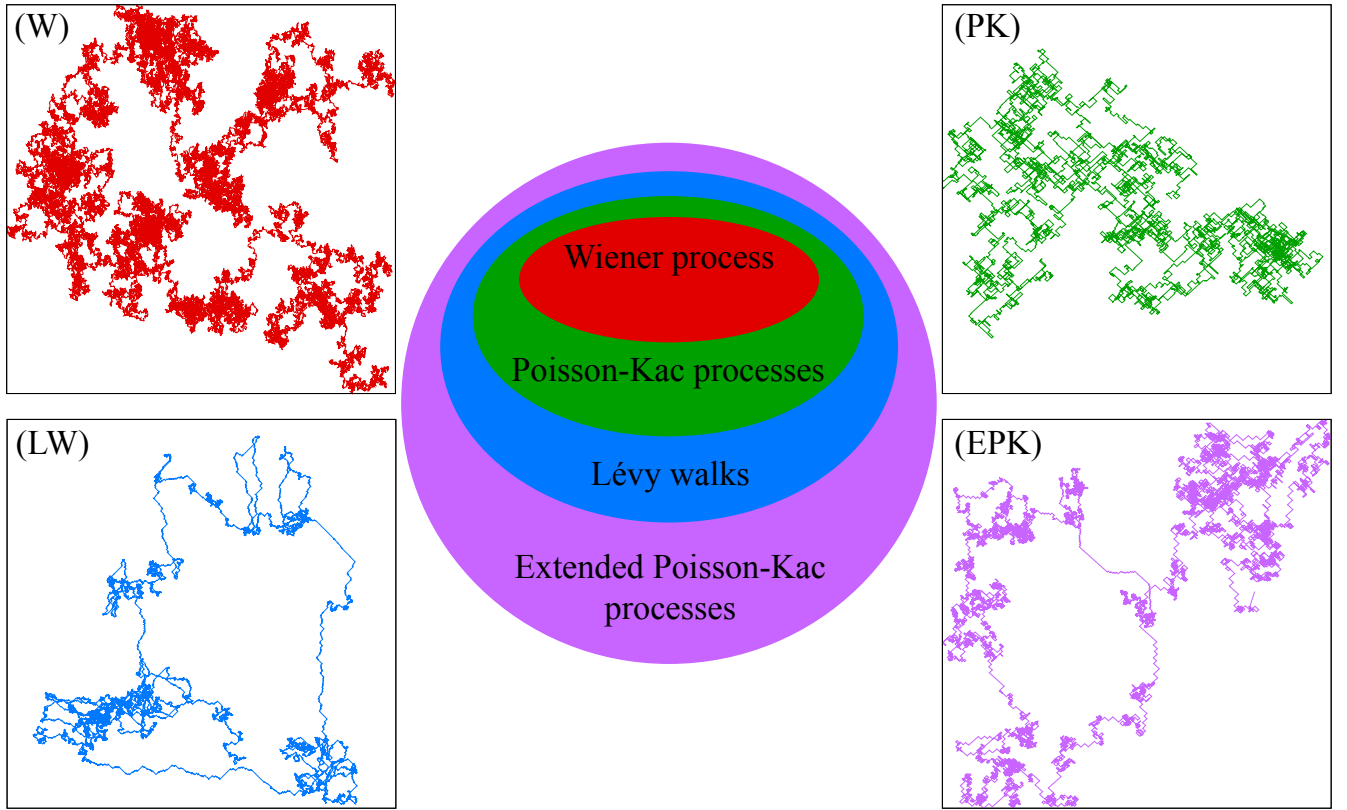 (W)
(PK)
Wiener process
Poisson-Kac processes
(LW)
(EPK)
Lévy walks
Extended Poisson-Kac
processes